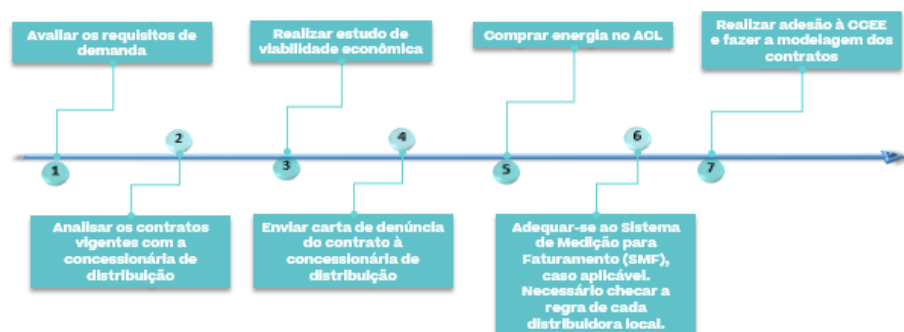 Avaliar os requisitos de
demanda
1
2
Analisar os contratos
vigentes com a
concessionária de
distribuição
Realizar estudo de
viabilidade econômica
3
4
Enviar carta de denúncia
do contrato à
concessionária de
distribuição
Comprar energia no ACL
5
6
Adequar-se ao Sistema
de Medição para
Faturamento (SMF),
caso aplicável.
Necessário checar a
regra de cada
distribuidora local.
Realizar adesão à CCEE
e fazer a modelagem dos
contratos
7